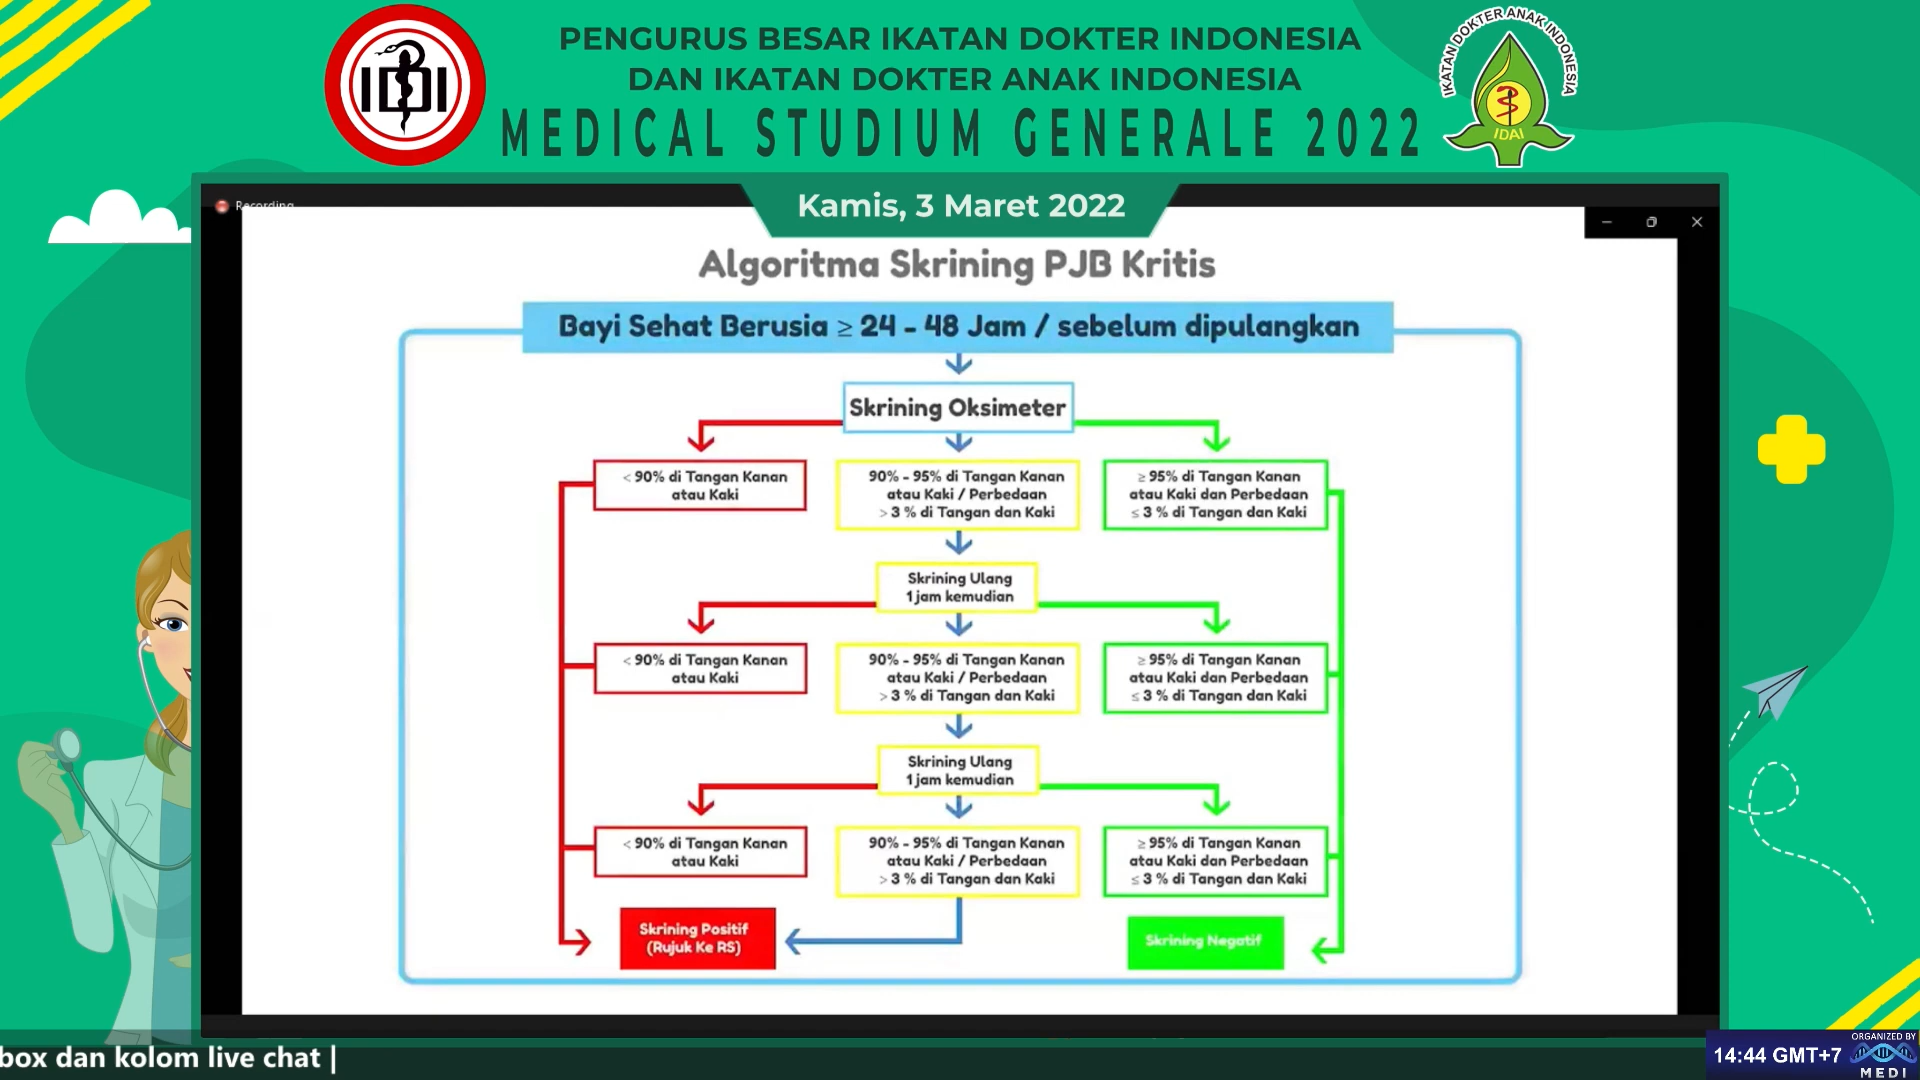 IDI
PENGURUS BESAR IKATAN DOKTER INDONESIA
DAN IKATAN DOKTER ANAK INDONESIA
MEDICAL STUDIUM GENERALE 2022
IKATAN DOKTER ANAK INDONESIA
IDAI
Recording
Kamis, 3 Maret 2022
Algoritma Skrining PJB Kritis
Bayi Sehat Berusia ≥ 24 - 48 Jam / sebelum dipulangkan
Skrining Oksimeter
< 90% di Tangan Kanan
atau Kaki
90% - 95% di Tangan Kanan
atau Kaki / Perbedaan
> 3 % di Tangan dan Kaki
≥ 95% di Tangan Kanan
atau Kaki dan Perbedaan
≤ 3 % di Tangan dan Kaki
Skrining Ulang
1 jam kemudian
< 90% di Tangan Kanan
atau Kaki
90% - 95% di Tangan Kanan
atau Kaki / Perbedaan
> 3 % di Tangan dan Kaki
≥ 95% di Tangan Kanan
atau Kaki dan Perbedaan
≤ 3 % di Tangan dan Kaki
Skrining Ulang
1 jam kemudian
< 90% di Tangan Kanan
atau Kaki
90% - 95% di Tangan Kanan
atau Kaki / Perbedaan
> 3 % di Tangan dan Kaki
≥ 95% di Tangan Kanan
atau Kaki dan Perbedaan
≤ 3 % di Tangan dan Kaki
Skrining Positif
(Rujuk Ke RS)
Skrining Negatif
box dan kolom live chat |
14:44 GMT+7
ORGANIZED BY
MEDI